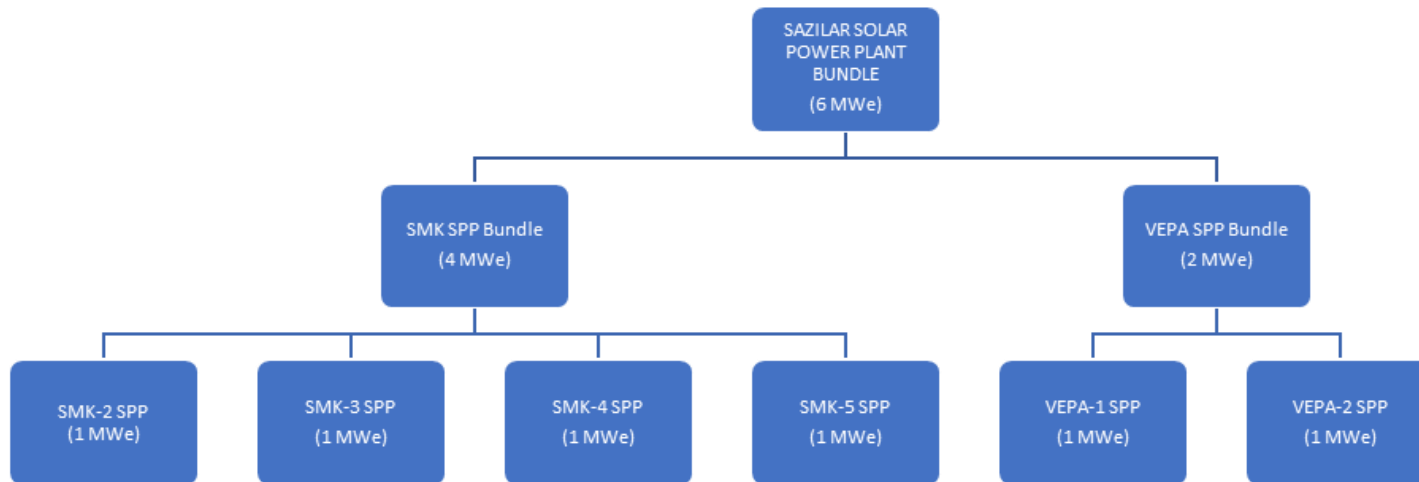 SAZILAR SOLAR
POWER PLANT
BUNDLE
(6 MWe)
SMK SPP Bundle
(4 MWe)
VEPA SPP Bundle
(2 MWe)
SMK-2 SPP
(1 MWe)
SMK-3 SPP
(1 MWe)
SMK-4 SPP
(1 MWe)
SMK-5 SPP
(1 MWe)
VEPA-1 SPP
(1 MWe)
VEPA-2 SPP
(1 MWe)